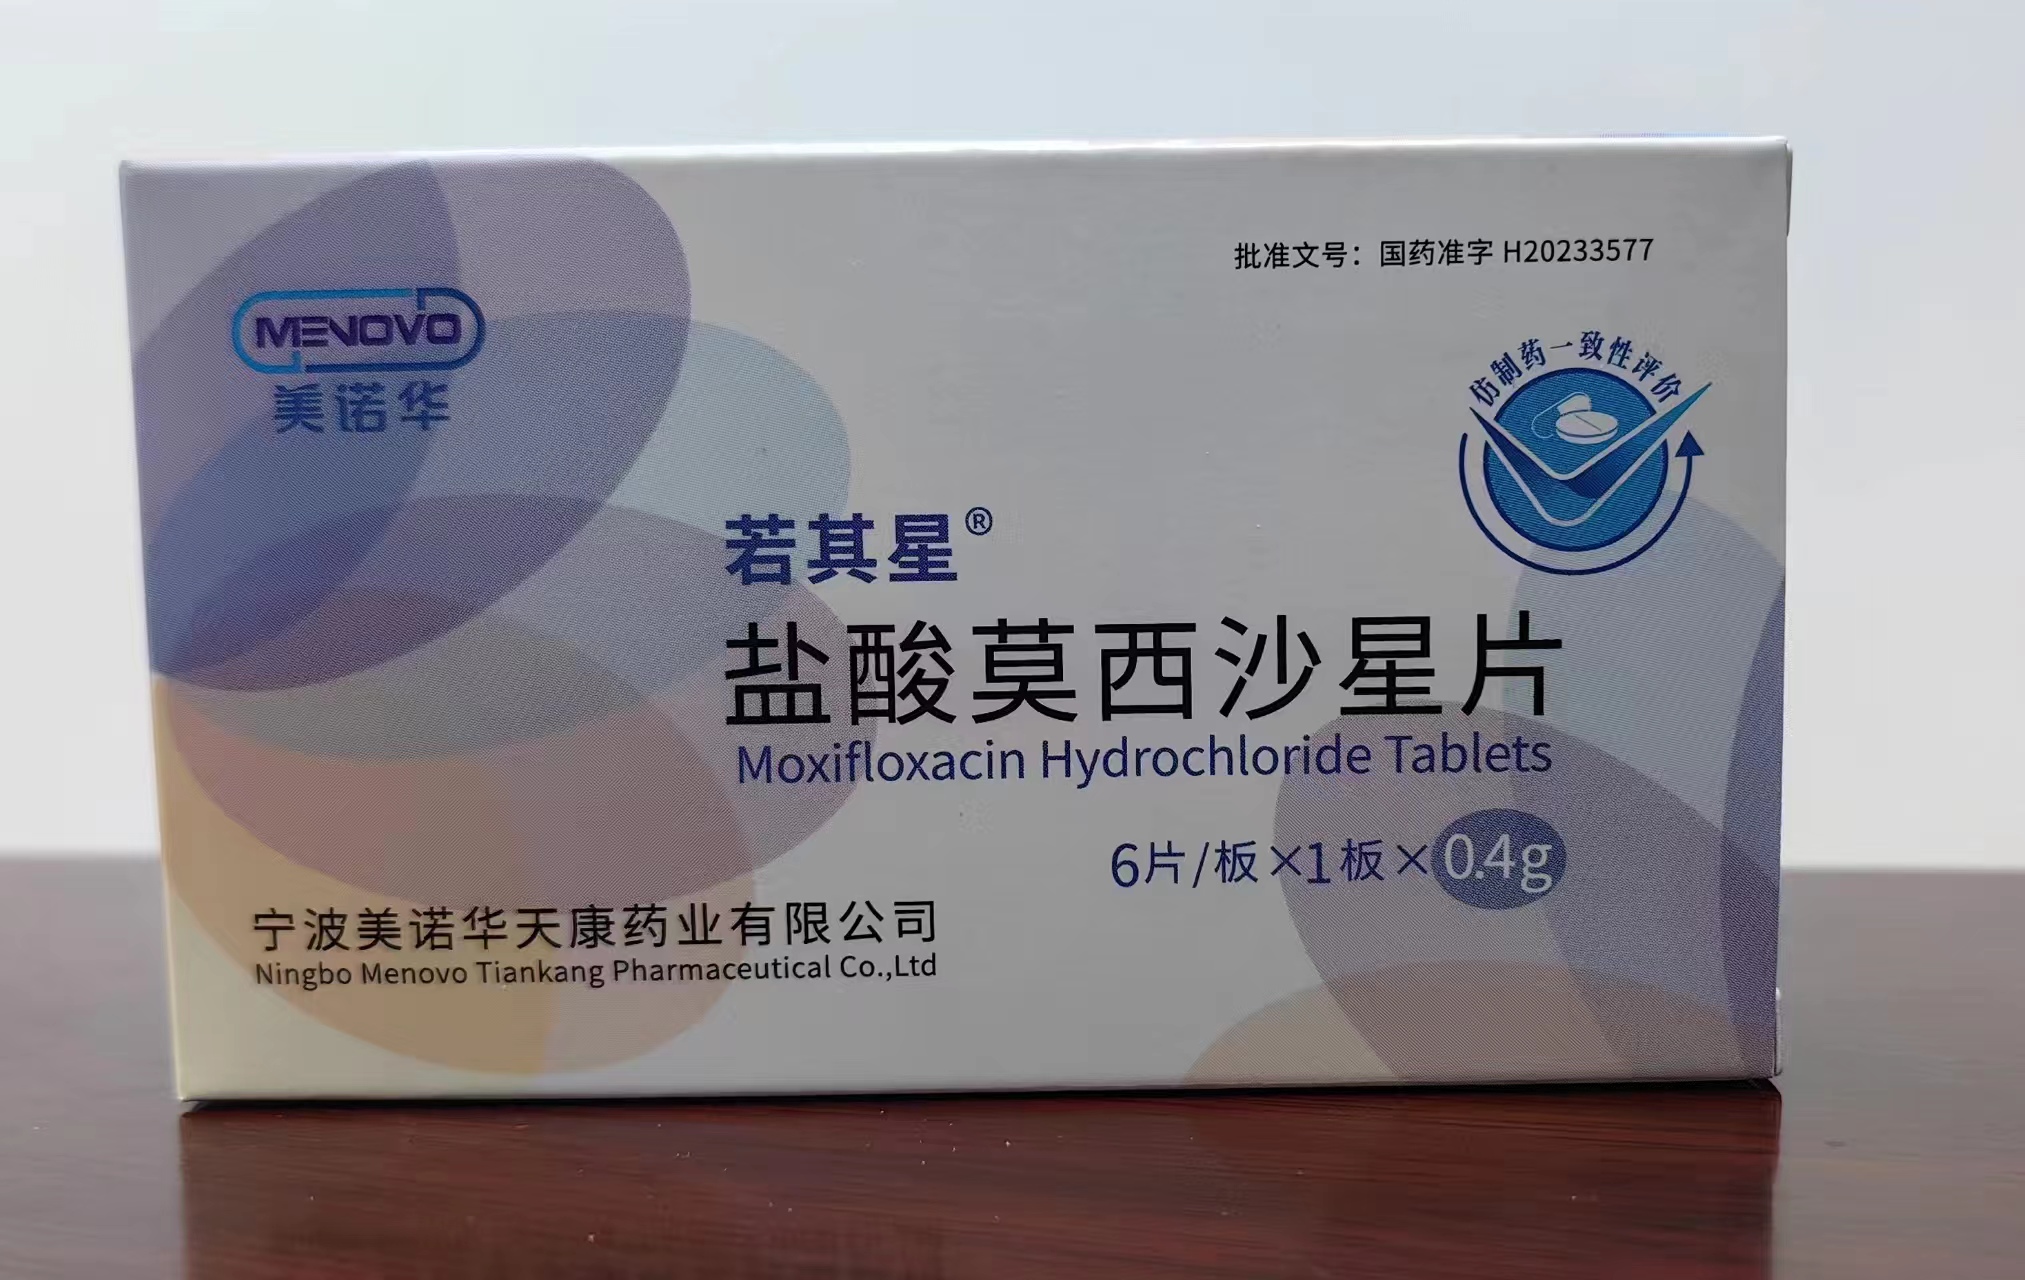 批准文号：国药准字 H20233577
MENOVO
美诺华
仿制药一致性评价
若其星®
盐酸莫西沙星片
Moxifloxacin Hydrochloride Tablets
6片/板×1板×0.4g
宁波美诺华天康药业有限公司
Ningbo Menovo Tiankang Pharmaceutical Co.,Ltd